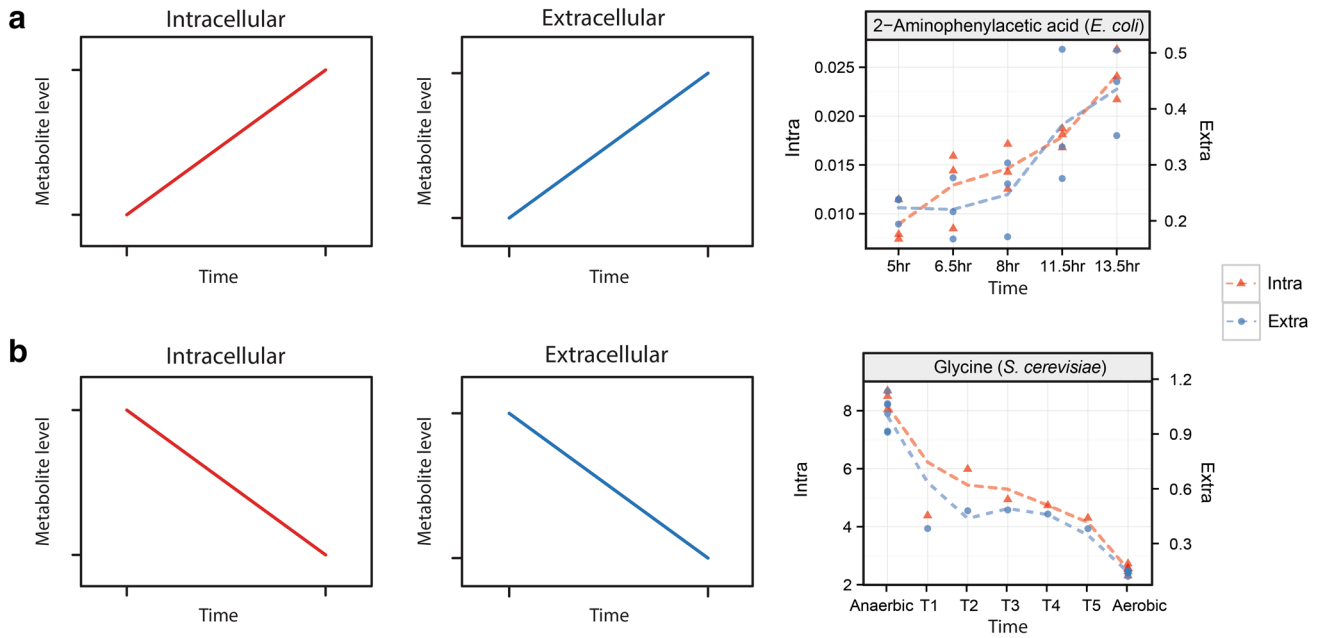 a
Intracellular
Metabolite level
Time
Extracellular
Metabolite level
Time
2−Aminophenylacetic acid (E. coli)
Intra
0.025
0.020
0.015
0.010
0.5
0.4
0.3
0.2
Extra
5hr 6.5hr 8hr 11.5hr 13.5hr
Time
Intra
Extra
b
Intracellular
Metabolite level
Time
Extracellular
Metabolite level
Time
Glycine (S. cerevisiae)
Intra
8
6
4
2
1.2
0.9
0.6
0.3
Extra
Anaerbic T1 T2 T3 T4 T5 Aerobic
Time